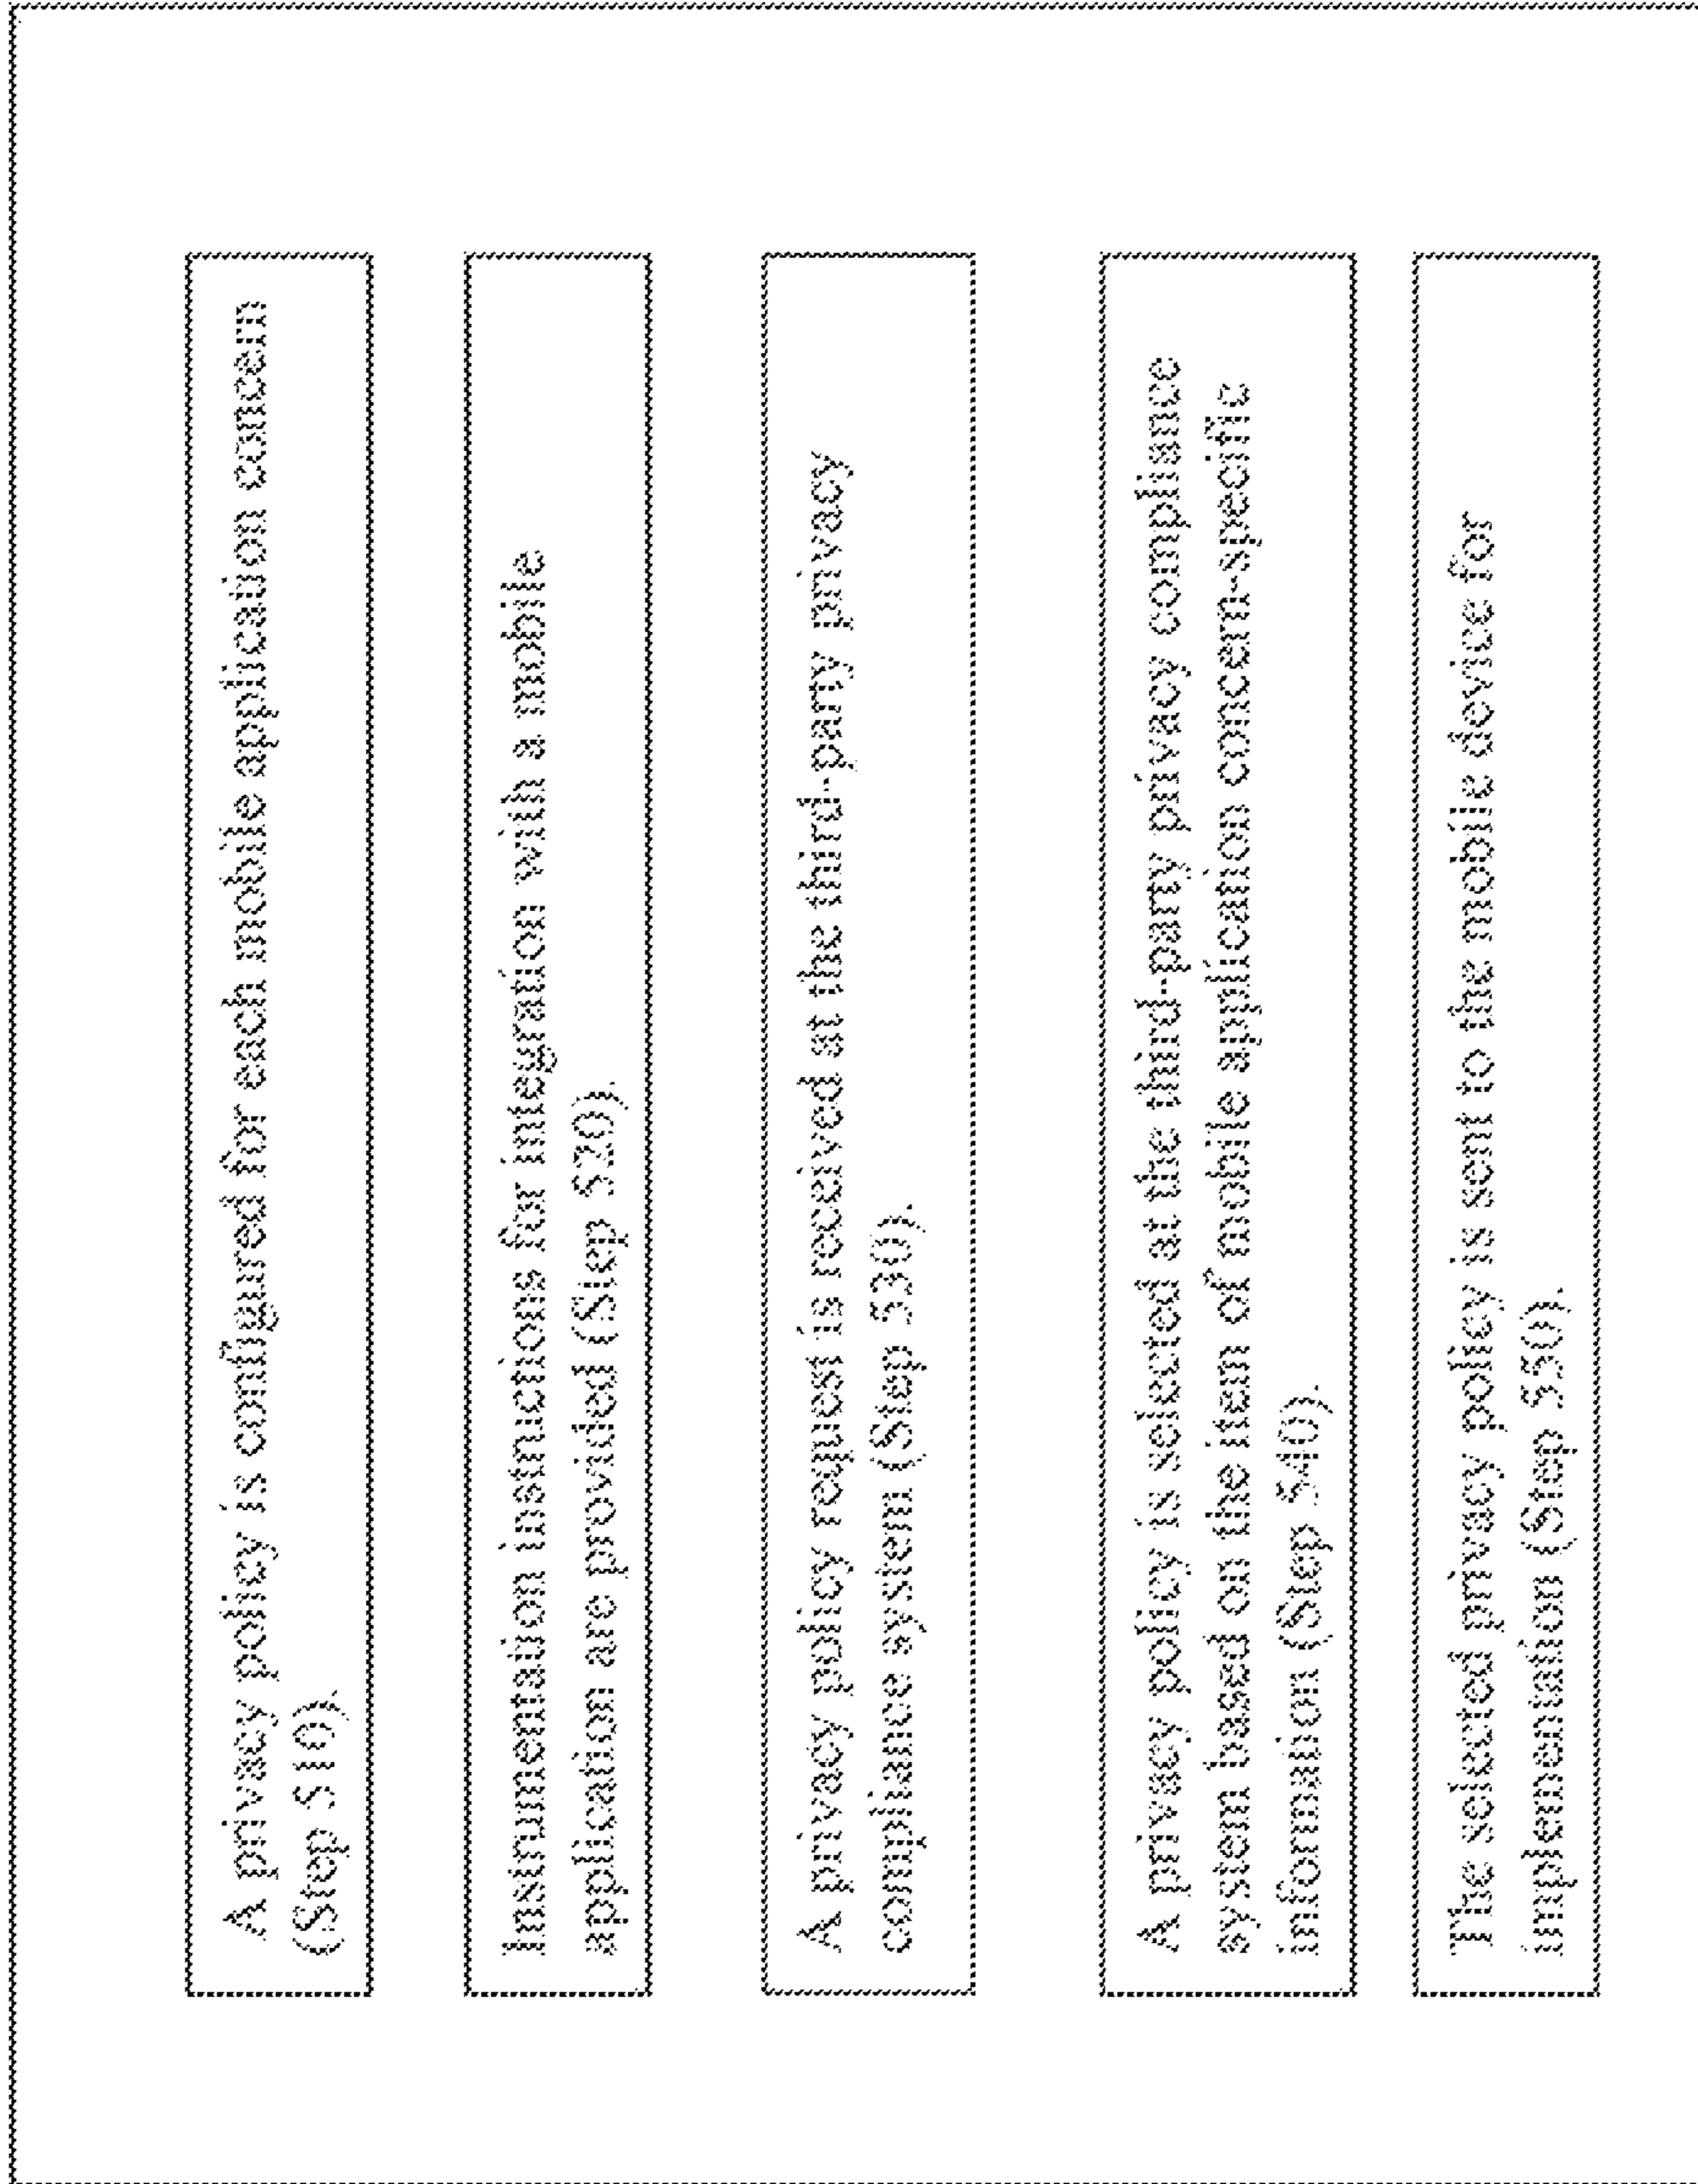 A privacy policy is configured for each mobile application concern
(Step 510).
Instrumentation instructions for integration with a mobile
application are provided (Step 520).
A privacy policy request is received at the third-party privacy
compliance system (Step 530).
A privacy policy is selected at the third-party privacy compliance
system based on the item of mobile application concern-specific
information (Step 540).
The selected privacy policy is sent to the mobile device for
implementation (Step 550).